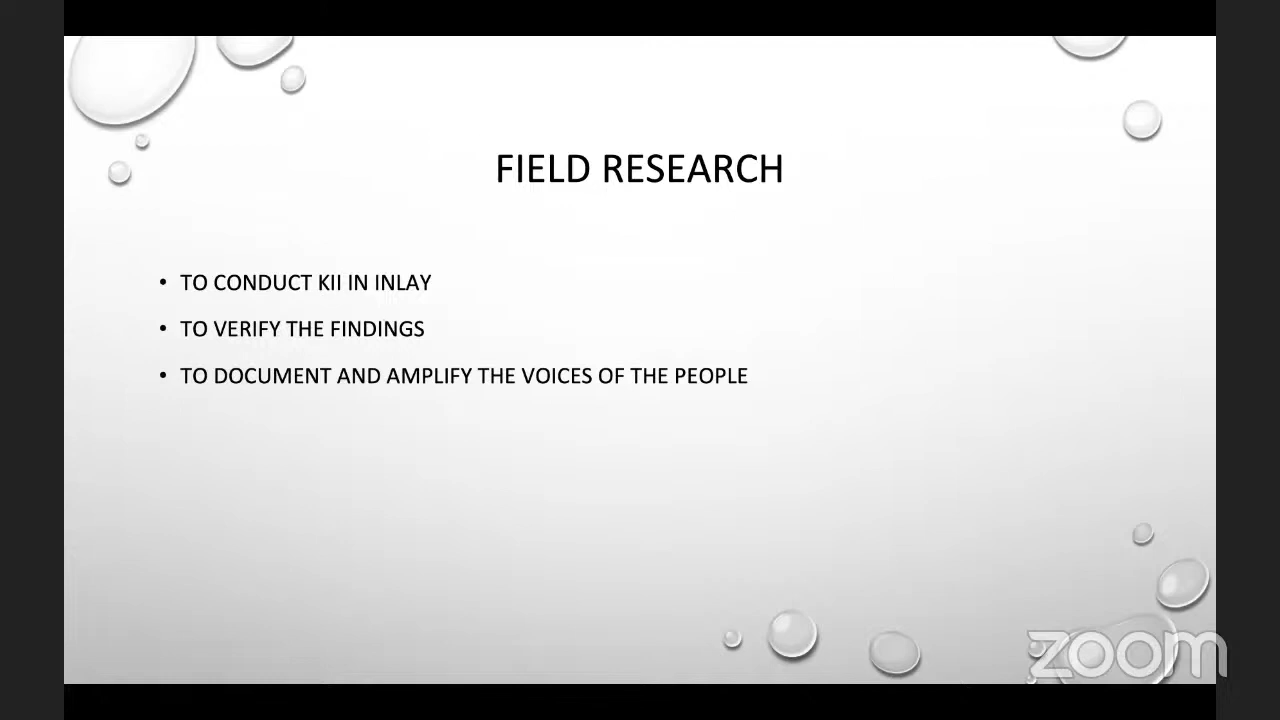 FIELD RESEARCH
• TO CONDUCT KII IN INLAY
• TO VERIFY THE FINDINGS
• TO DOCUMENT AND AMPLIFY THE VOICES OF THE PEOPLE
zoom